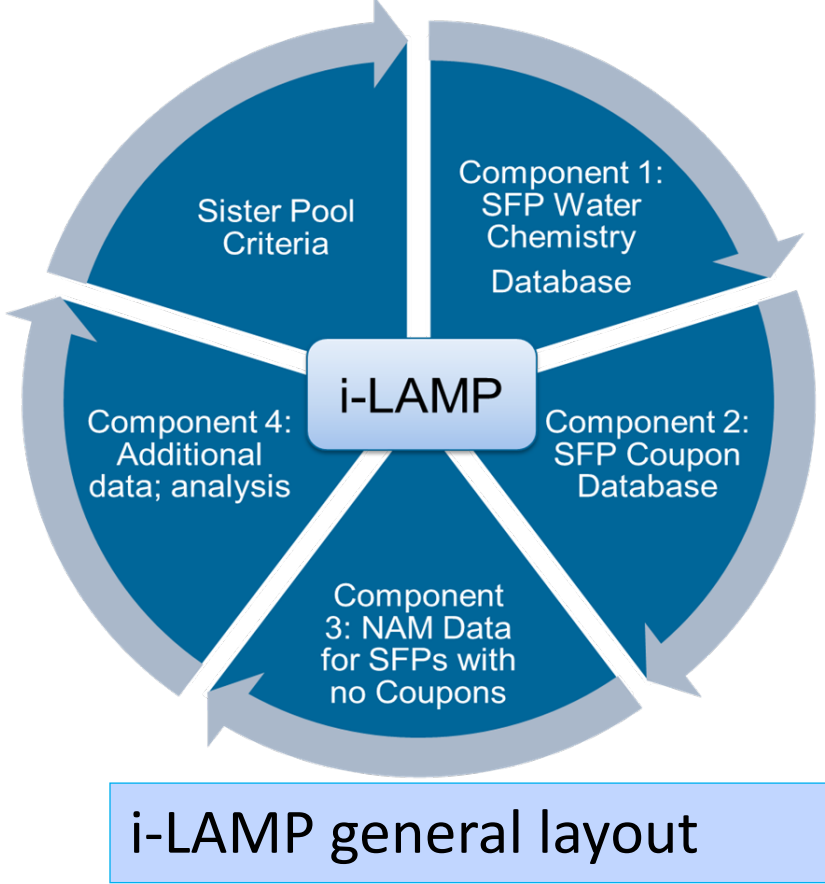 Sister Pool
Criteria
Component 1:
SFP Water
Chemistry
Database
i-LAMP
Component 4:
Additional
data; analysis
Component 2:
SFP Coupon
Database
Component
3: NAM Data
for SFPs with
no Coupons
i-LAMP general layout